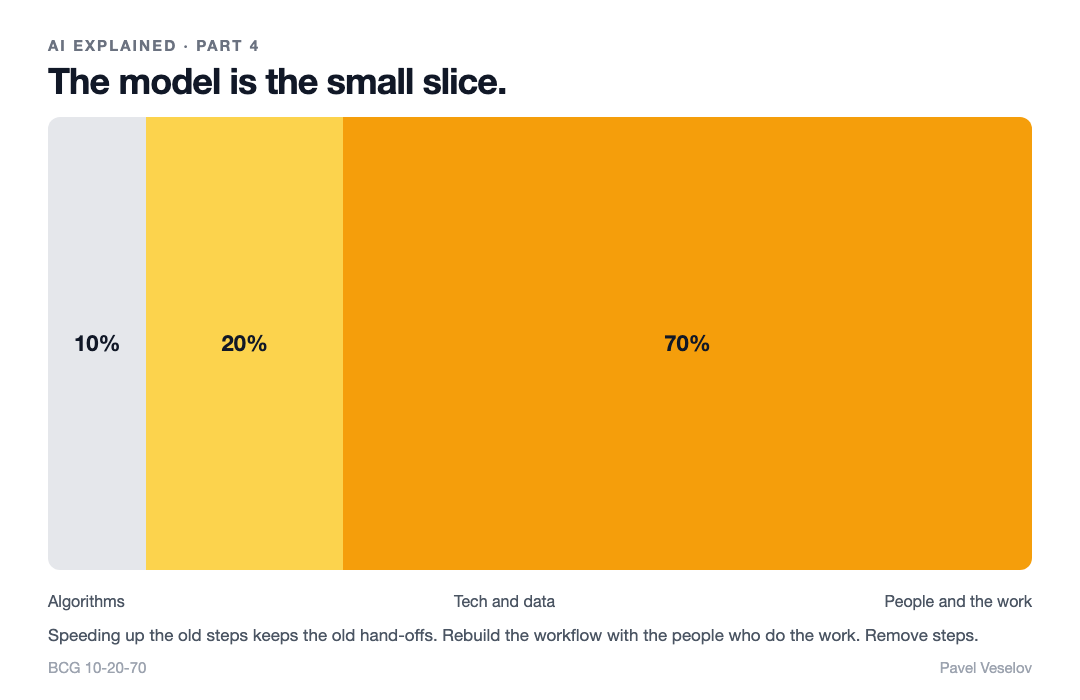 AI EXPLAINED · PART 4
The model is the small slice.
10%
20%
70%
Algorithms
Tech and data
People and the work
Speeding up the old steps keeps the old hand-offs. Rebuild the workflow with the people who do the work. Remove steps.
BCG 10-20-70
Pavel Veselov